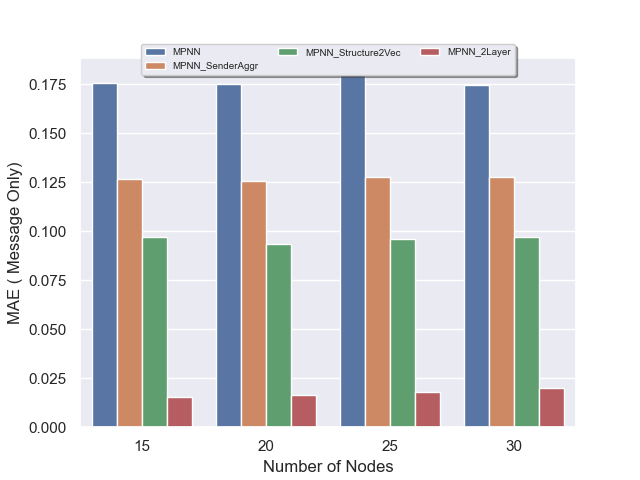 MPNN
MPNN_SenderAggr
MPNN_Structure2Vec
MPNN_2Layer
MAE ( Message Only)
0.175
0.150
0.125
0.100
0.075
0.050
0.025
0.000
15 20 25 30
Number of Nodes